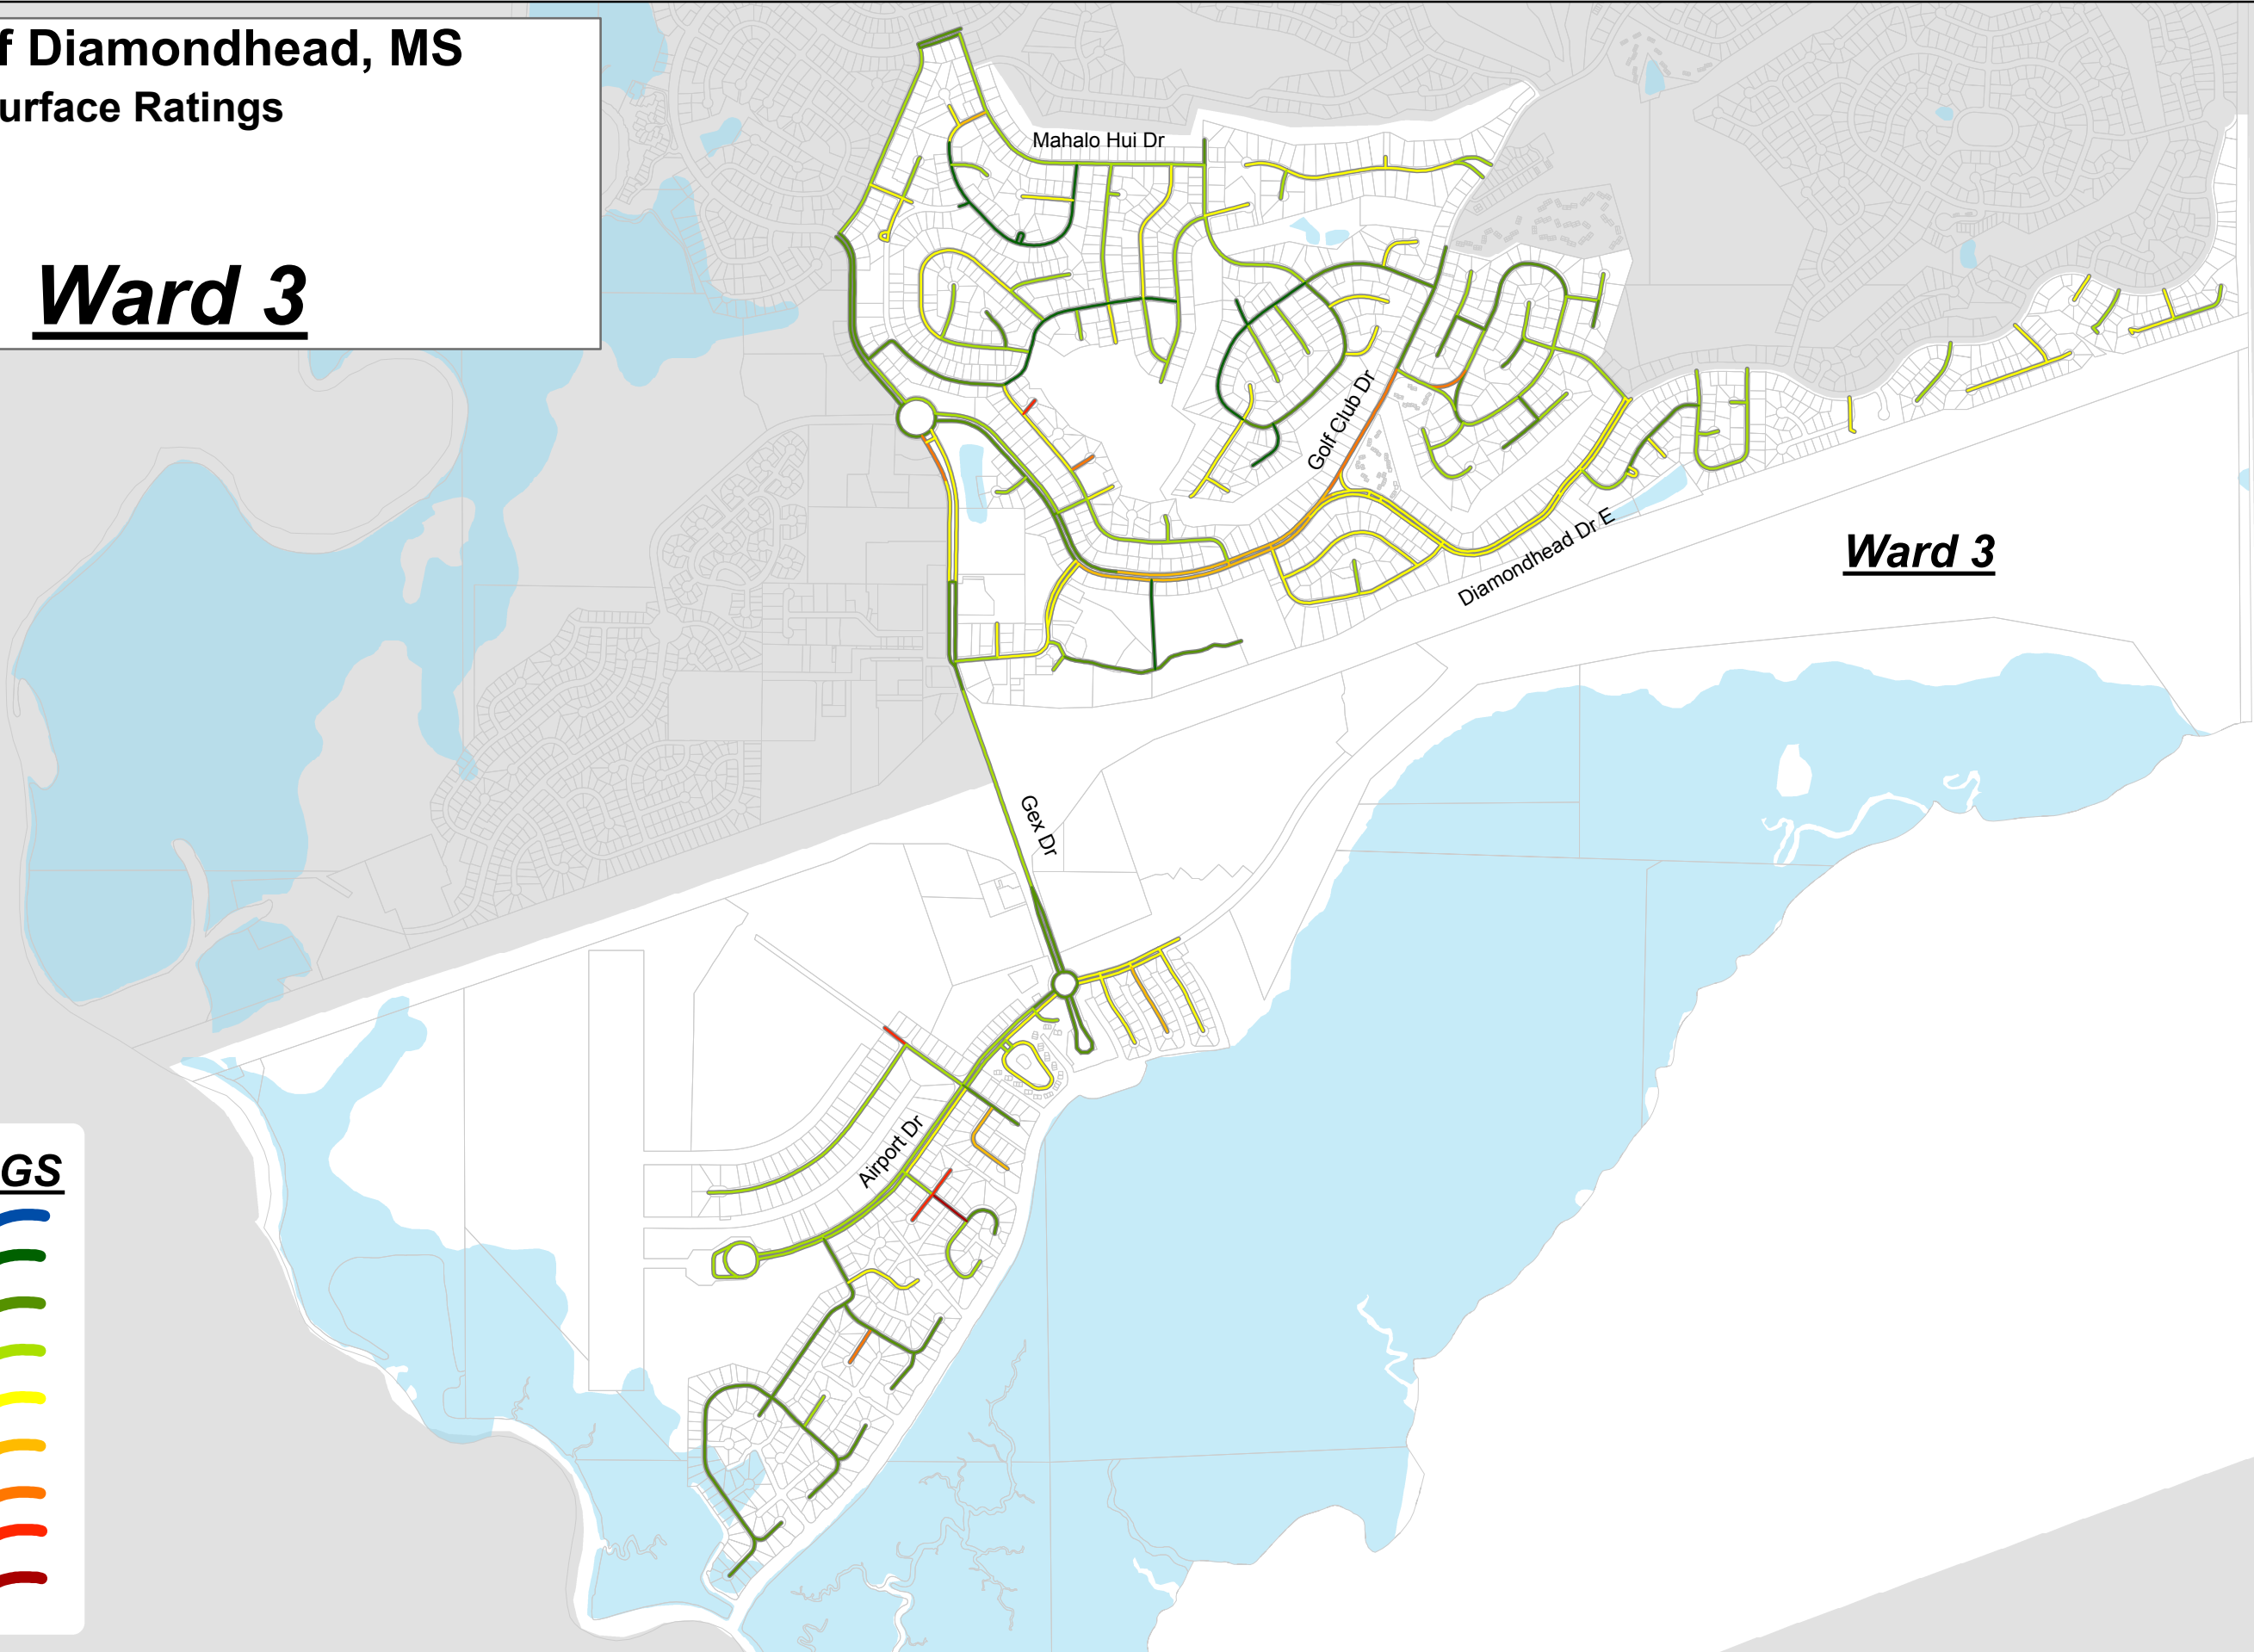 f Diamondhead, MS
urface Ratings
Ward 3
Mahalo Hui Dr
Golf Club Dr
Diamondhead Dr E
Ward 3
Gex Dr
Airport Dr
GS